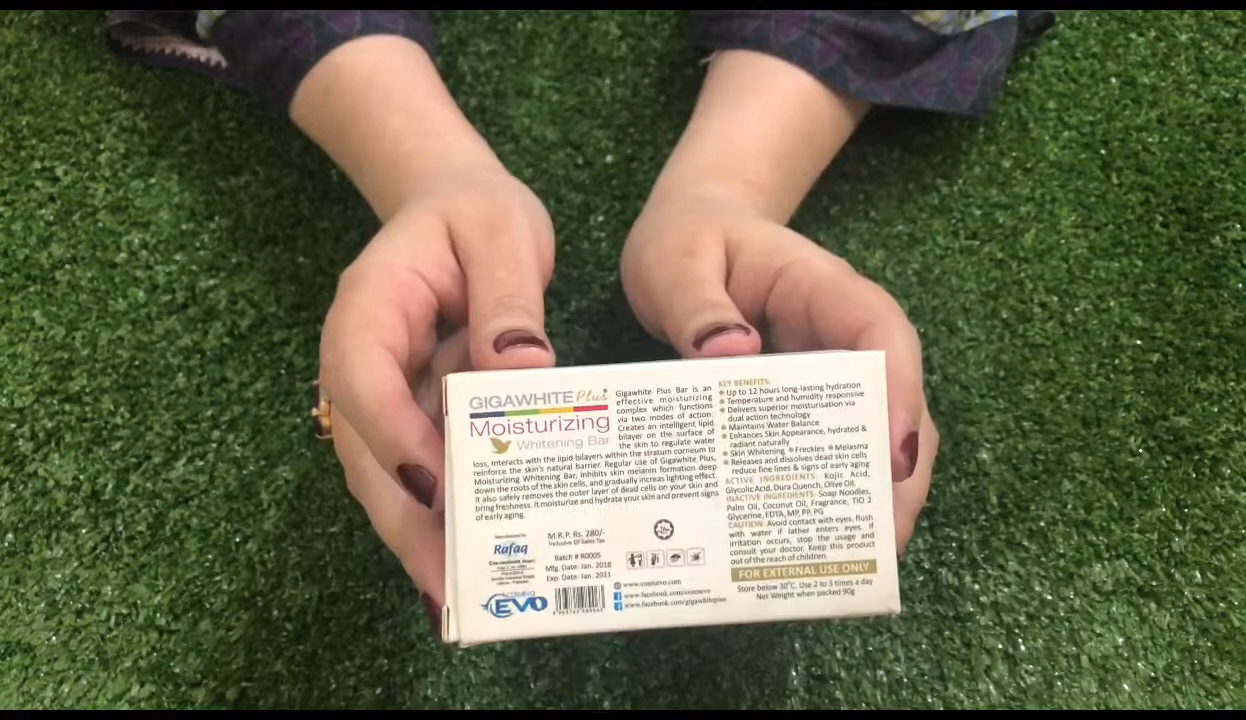 GIGAWHITE Plus
Moisturizing
Whitening Bar
Gigawhite Plus Bar is an
effective moisturizing
complex which functions
via two modes of action:
Creates an intelligent lipid
bilayer on the surface of
the skin to regulate water
loss, Interacts with the lipid bilayers within the stratum corneum to
reinforce the skin's natural barrier. Regular use of Gigawhite Plus,
Moisturizing Whitening Bar, inhibits skin melanin formation deep
down the roots of the skin cells, and gradually increas lighting effect.
It also safely removes the outer layer of dead cells on your skin and
bring freshness. It moisturize and hydrate your skin and prevent signs
of early aging.
Rafaq
EVO
M.R.P. Rs. 280/-
Inclusive Of Sales Tax
Batch # R0005
Mfg. Date: Jan. 2018
Exp. Date: Jan. 2021
www.cosoevo.com
www.facebook.com/cosoevo
www.facebook.com/gigawhiteplus
KEY BENEFITS:
Up to 12 hours long-lasting hydration
Temperature and humidity responsive
Delivers superior moisturisation via
dual action technology
Maintains Water Balance
Enhances Skin Appearance, hydrated &
radiant naturally
Skin Whitening Freckles Melasma
Releases and dissolves dead skin cells
reduce fine lines & signs of early aging
ACTIVE INGREDIENTS: Kojic Acid,
Glycolic Acid, Dura Quench, Olive Oil,
INACTIVE INGREDIENTS: Soap Noodles,
Palm Oil, Coconut Oil, Fragrance, TIO 2
Glycerine, EDTA, MP, PP, PG
CAUTION: Avoid contact with eyes, flush
with water if lather enters eyes. If
irritation occurs, stop the usage and
consult your doctor. Keep this product
out of the reach of children.
FOR EXTERNAL USE ONLY
Store below 30°C. Use 2 to 3 times a day
Net Weight when packed 90g